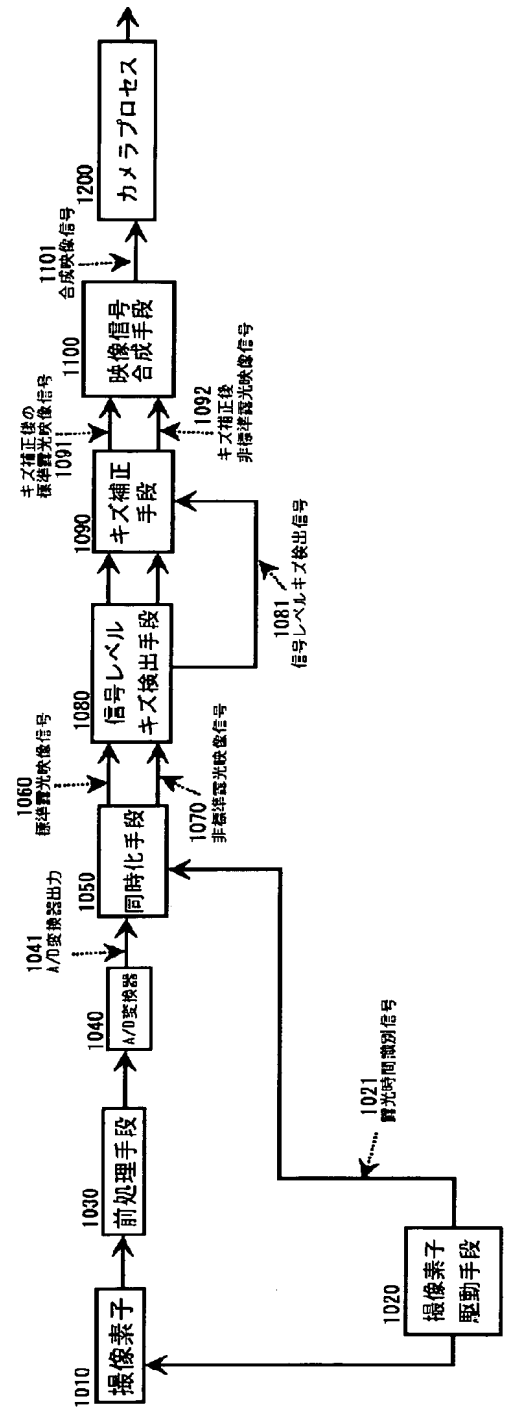 1010
撮像素子
1020
撮像素子
駆動手段
1021
露光時間識別信号
1030
前処理手段
1040
A/D変換器
1041
A/D変換器出力
1050
同時化手段
1060
標準露光映像信号
1070
非標準露光映像信号
1080
信号レベル
キズ検出手段
1081
信号レベルキズ検出信号
1090
キズ補正
手段
キズ補正後の
標準露光映像信号
1091
1092
キズ補正後
非標準露光映像信号
1100
映像信号
合成手段
1101
合成映像信号
1200
カメラプロセス